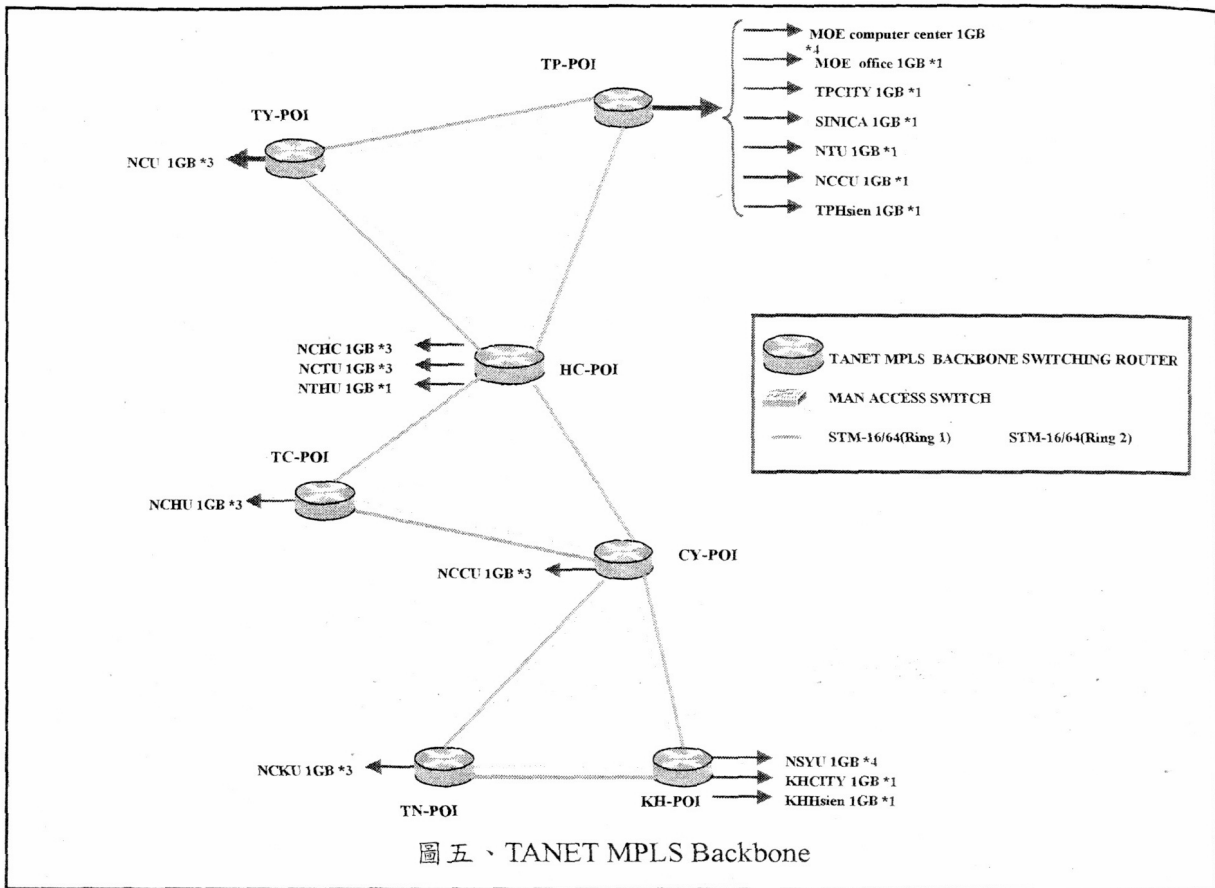 MOE computer center 1GB
*4
MOE office 1GB *1
TP-POI
TPCITY 1GB *1
TY-POI
SINICA 1GB *1
NCU 1GB *3
NTU 1GB *1
NCCU 1GB *1
TPHsien 1GB *1
NCHC 1GB *3
NCTU 1GB *3
NTHU 1GB *1
HC-POI
TANET MPLS BACKBONE SWITCHING ROUTER
MAN ACCESS SWITCH
STM-16/64(Ring 1) STM-16/64(Ring 2)
TC-POI
NCHU 1GB *3
CY-POI
NCCU 1GB *3
NCKU 1GB *3
TN-POI
KH-POI
NSYU 1GB *4
KHCITY 1GB *1
KHHsien 1GB *1
圖五、TANET MPLS Backbone